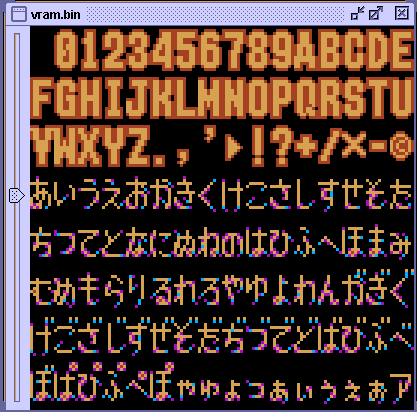 vram.bin
0123456789ABCDE
FGHIJKLMNOPQRSTU
VWXYZ.,'▶!?+/×-©
あいうえおかきくけこさしすせそた
ちつてとなにぬねのはひふへほまみ
むめもらりるれろやゆよわんがぎぐ
げござじずぜぞだぢづでどばびぶべ
ぼぱぴぷぺぽゃゅょっぁぃぅぇぉア